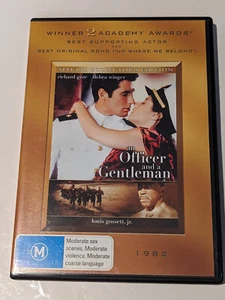 WINNER 2 ACADEMY AWARDS®
BEST SUPPORTING ACTOR
AND
BEST ORIGINAL SONG "UP WHERE WE BELONG"
richard gere
debra winger
an
Officer
and a
Gentleman
louis gossett, jr.
M
Moderate sex
scenes, Moderate
violence, Moderate
coarse language
1982